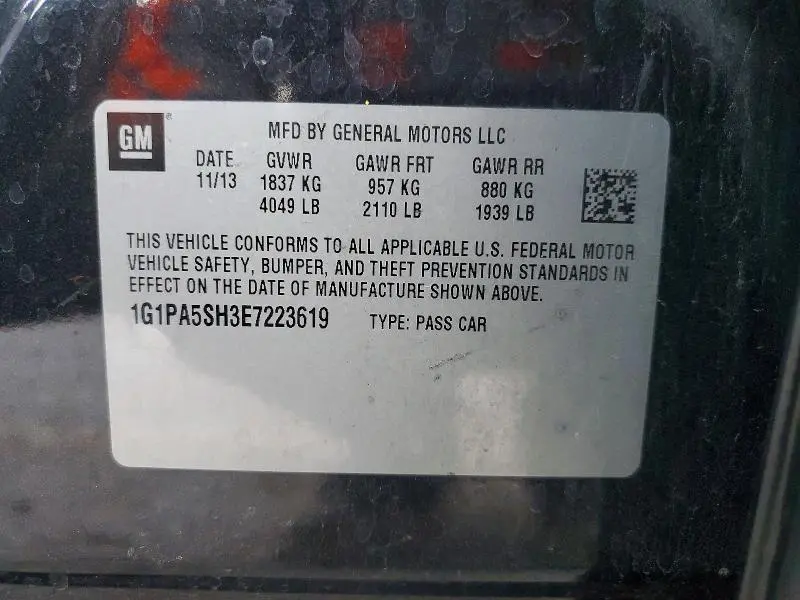 GM
MFD BY GENERAL MOTORS LLC
DATE GVWR GAWR FRT GAWR RR
11/13 1837 KG 957 KG 880 KG
4049 LB 2110 LB 1939 LB
THIS VEHICLE CONFORMS TO ALL APPLICABLE U.S. FEDERAL MOTOR
VEHICLE SAFETY, BUMPER, AND THEFT PREVENTION STANDARDS IN
EFFECT ON THE DATE OF MANUFACTURE SHOWN ABOVE.
1G1PA5SH3E7223619 TYPE: PASS CAR